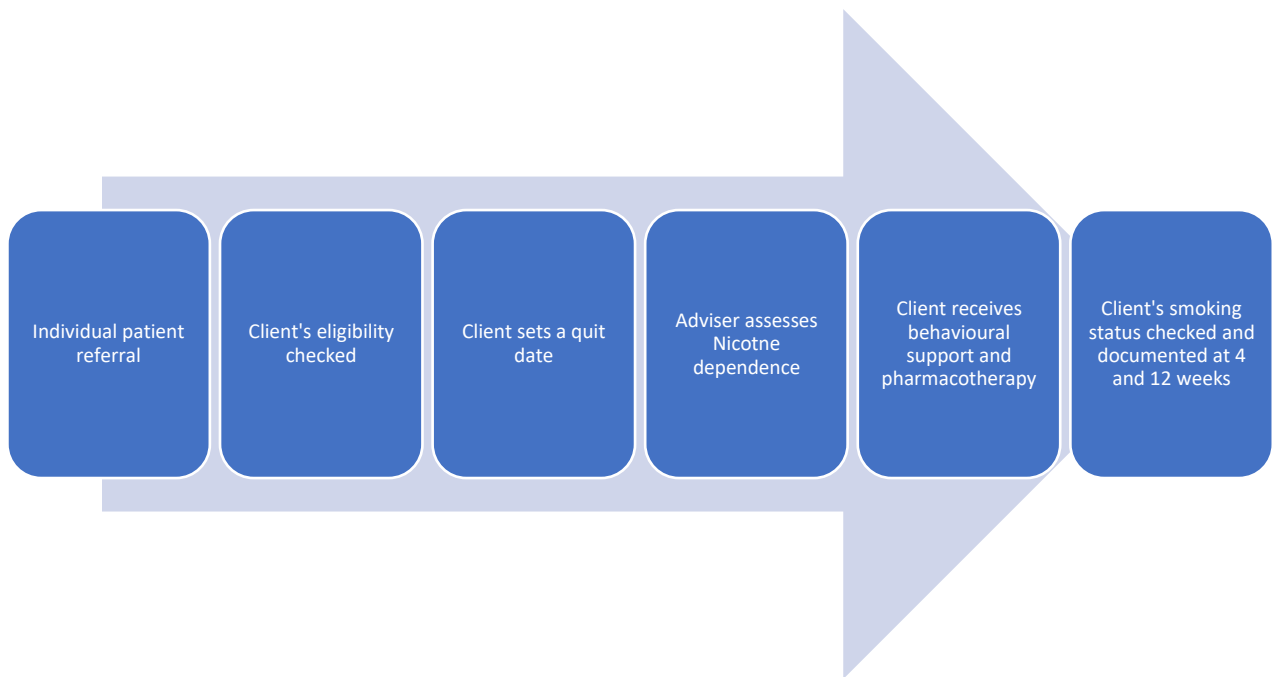 Individual patient
referral
Client's eligibility
checked
Client sets a quit
date
Adviser assesses
Nicotne
dependence
Client receives
behavioural
support and
pharmacotherapy
Client's smoking
status checked and
documented at 4
and 12 weeks